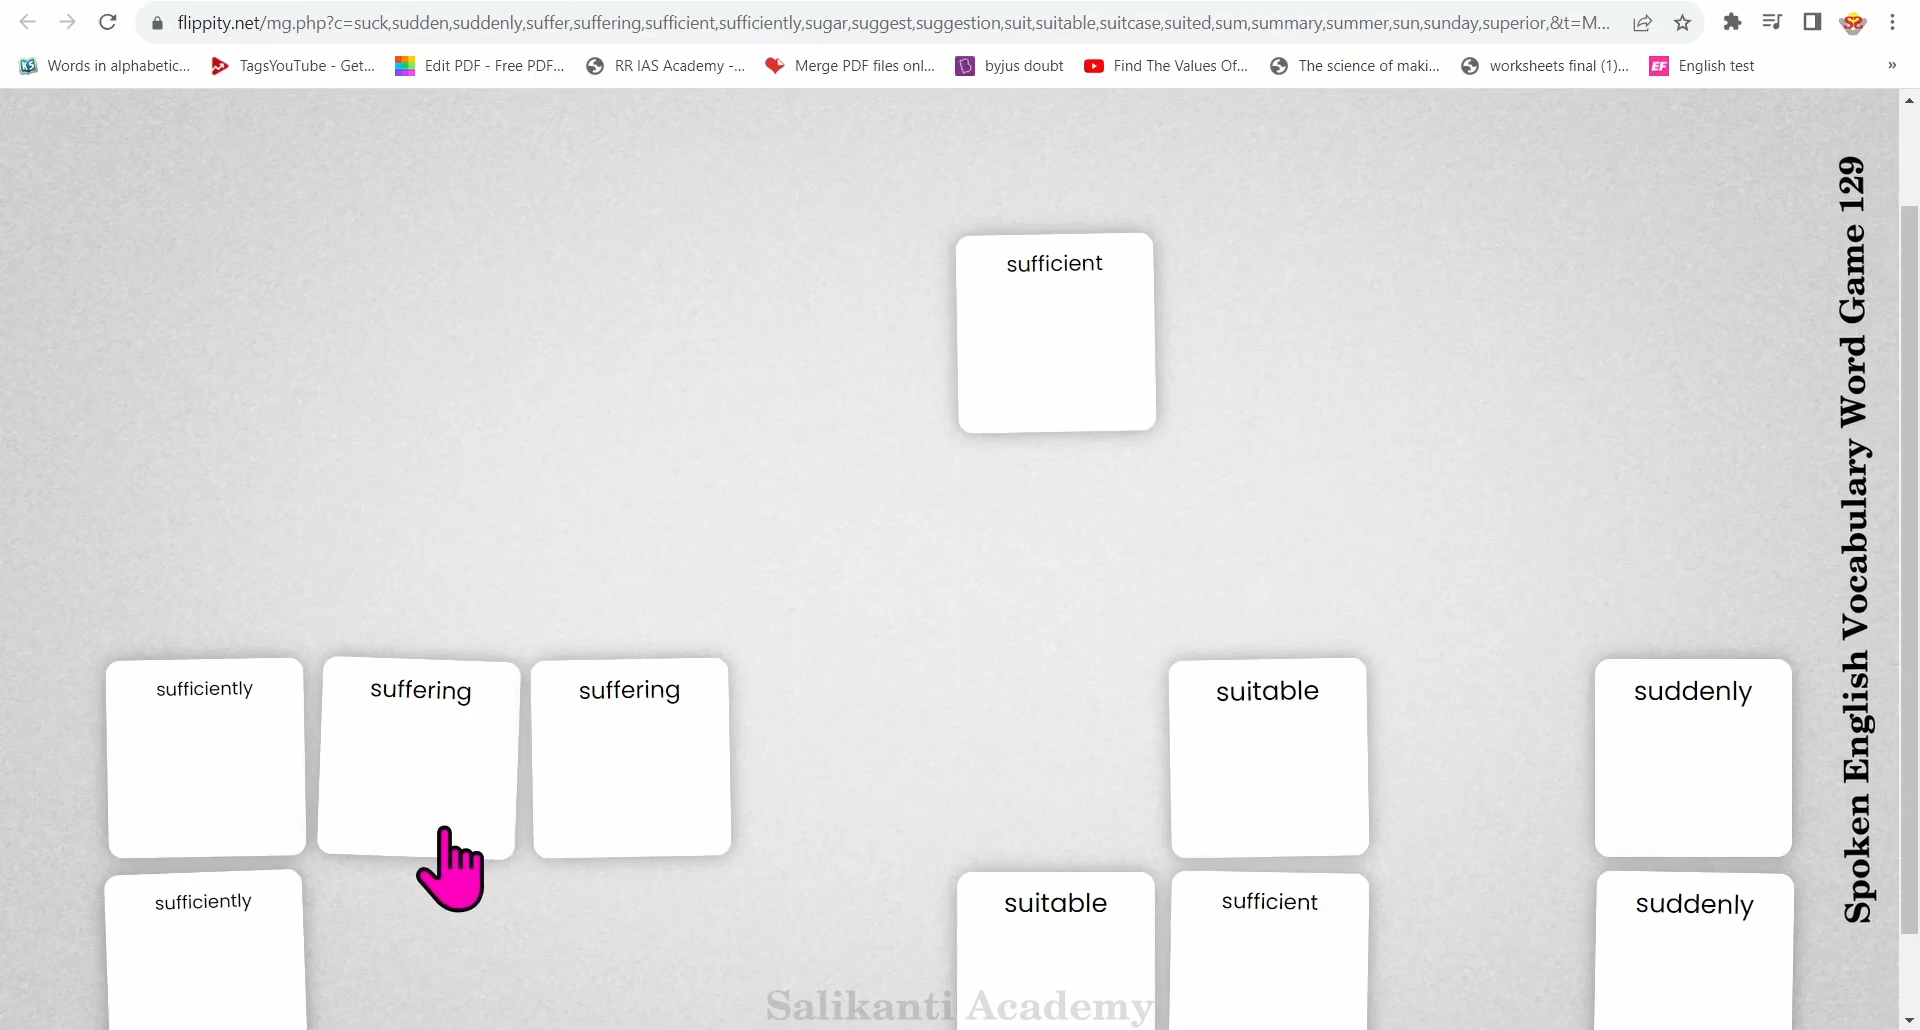 flippity.net/mg.php?c=suck,sudden,suddenly,suffer,suffering,sufficient,sufficiently,sugar,suggest,suggestion,suit,suitable,suitcase,suited,sum,summary,summer,sun,sunday,superior,&t=M...
Words in alphabetic...
TagsYouTube - Get...
Edit PDF - Free PDF...
RR IAS Academy -...
Merge PDF files onl...
byjus doubt
Find The Values Of...
The science of maki...
worksheets final (1)...
EF English test
»
sufficient
Spoken English Vocabulary Word Game 129
sufficiently
suffering
suffering
suitable
suddenly
sufficiently
suitable
sufficient
suddenly
Salikanti Academy